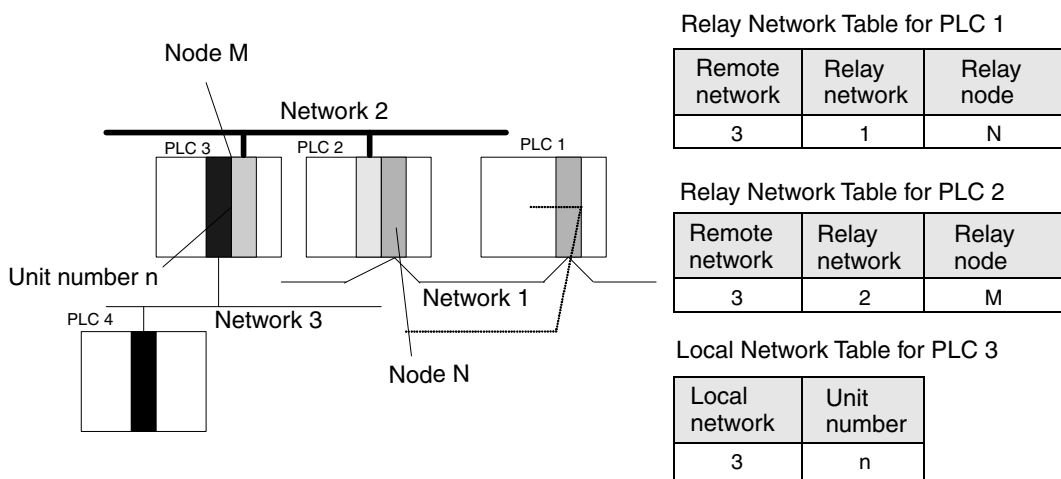 Node M
Network 2
PLC 3
PLC 2
PLC 1
Unit number n
Network 1
PLC 4
Network 3
Node N
Relay Network Table for PLC 1
Remote network
Relay network
Relay node
3
1
N
Relay Network Table for PLC 2
Remote network
Relay network
Relay node
3
2
M
Local Network Table for PLC 3
Local network
Unit number
3
n